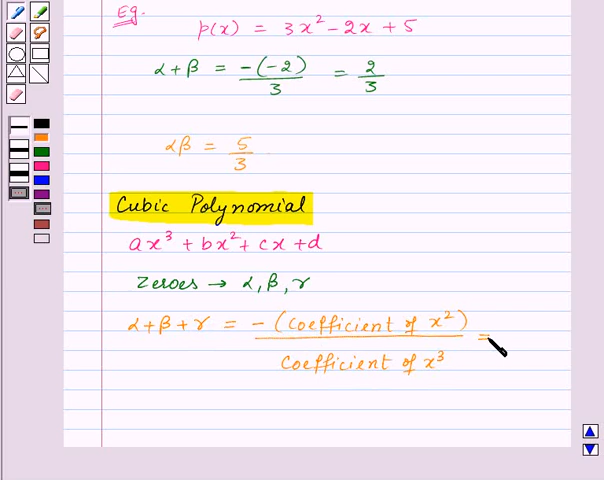 Eg.
p(x) = 3x² - 2x + 5
α + β = -(-2)/3 = 2/3
αβ = 5/3
Cubic Polynomial
ax³ + bx² + cx + d
Zeroes → α, β, γ
α + β + γ = -(Coefficient of x²)/Coefficient of x³ =